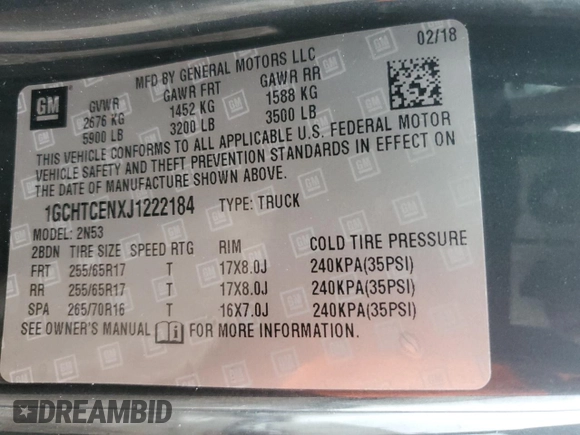 02/18
MFD BY GENERAL MOTORS LLC
GM
GVWR GAWR FRT GAWR RR
2676 KG 1452 KG 1588 KG
5900 LB 3200 LB 3500 LB
THIS VEHICLE CONFORMS TO ALL APPLICABLE U.S. FEDERAL MOTOR
VEHICLE SAFETY AND THEFT PREVENTION STANDARDS IN EFFECT ON
THE DATE OF MANUFACTURE SHOWN ABOVE.
1GCHTCENXJ1222184 TYPE: TRUCK
MODEL: 2N53
2BDN TIRE SIZE SPEED RTG RIM COLD TIRE PRESSURE
FRT 255/65R17 T 17X8.0J 240KPA(35PSI)
RR 255/65R17 T 17X8.0J 240KPA(35PSI)
SPA 265/70R16 T 16X7.0J 240KPA(35PSI)
SEE OWNER'S MANUAL FOR MORE INFORMATION.
DREAMBID